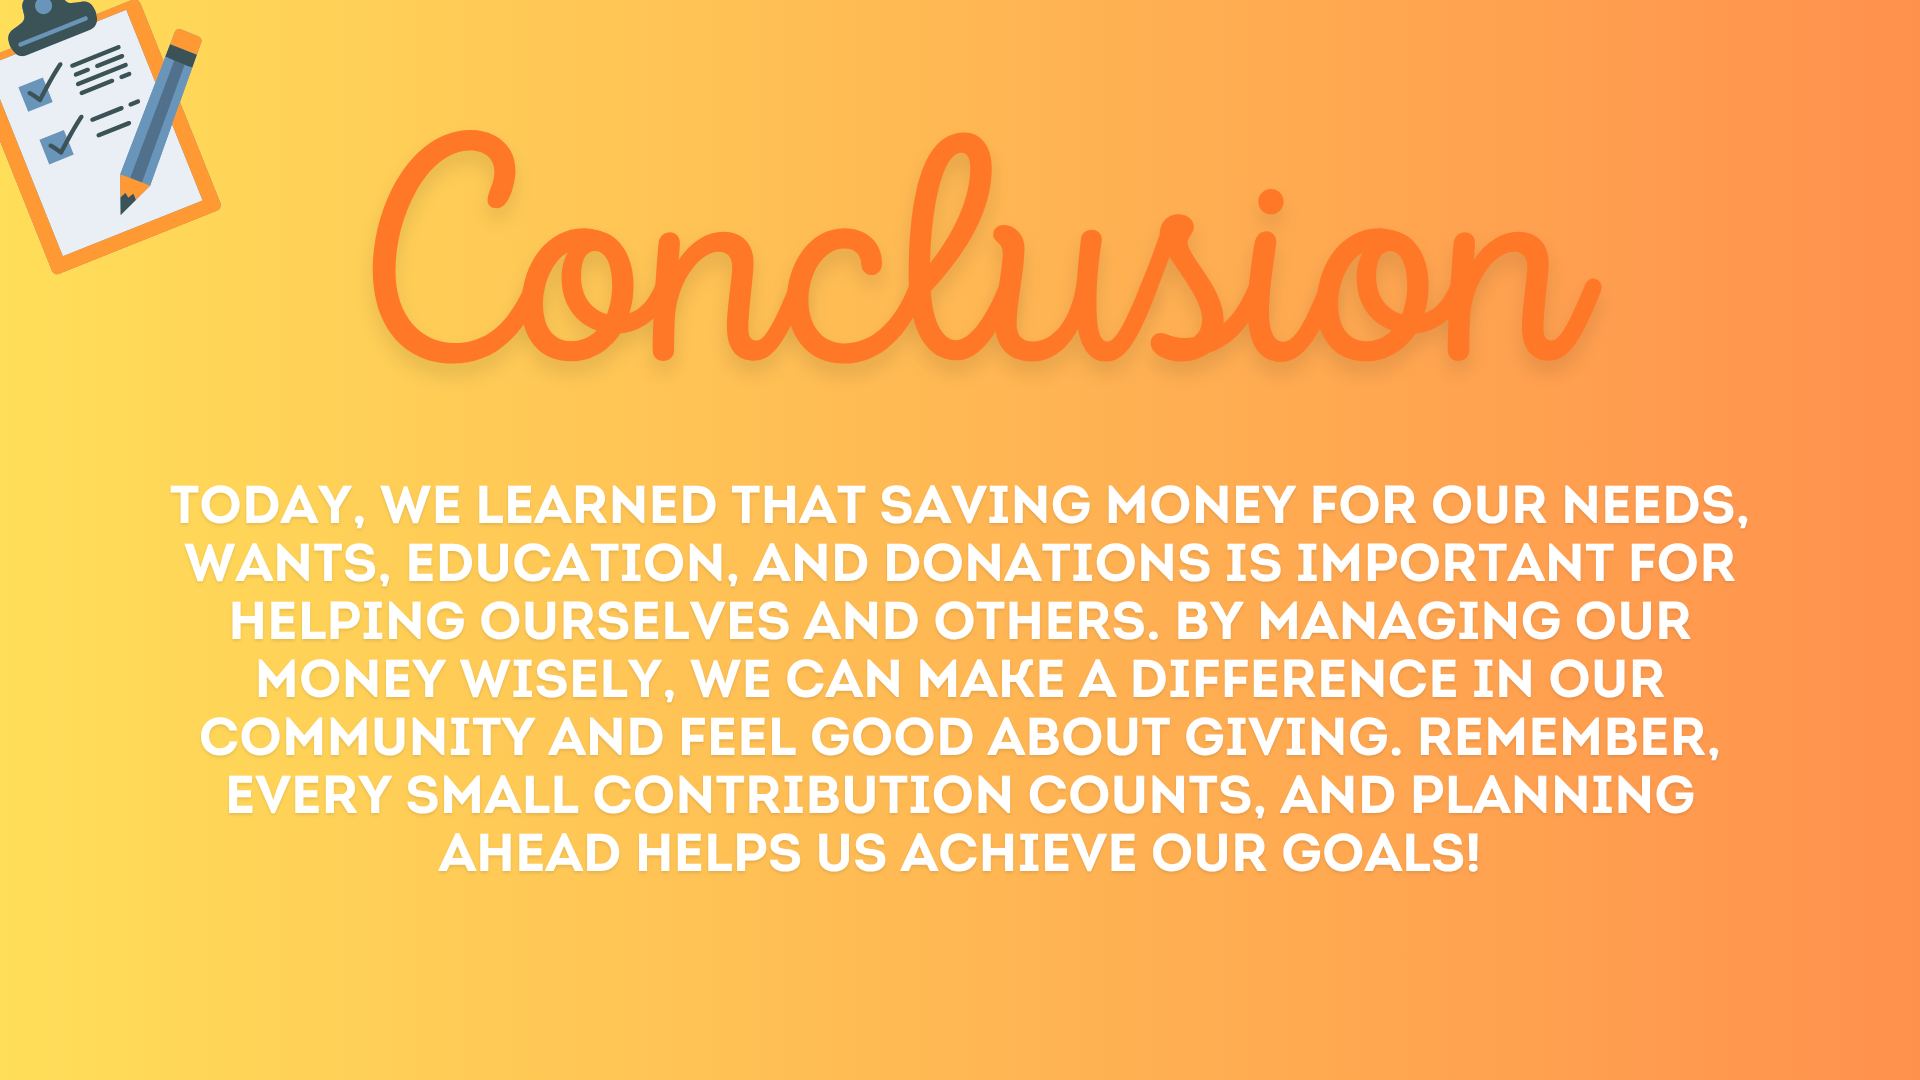 Conclusion
TODAY, WE LEARNED THAT SAVING MONEY FOR OUR NEEDS,
WANTS, EDUCATION, AND DONATIONS IS IMPORTANT FOR
HELPING OURSELVES AND OTHERS. BY MANAGING OUR
MONEY WISELY, WE CAN MAKE A DIFFERENCE IN OUR
COMMUNITY AND FEEL GOOD ABOUT GIVING. REMEMBER,
EVERY SMALL CONTRIBUTION COUNTS, AND PLANNING
AHEAD HELPS US ACHIEVE OUR GOALS!